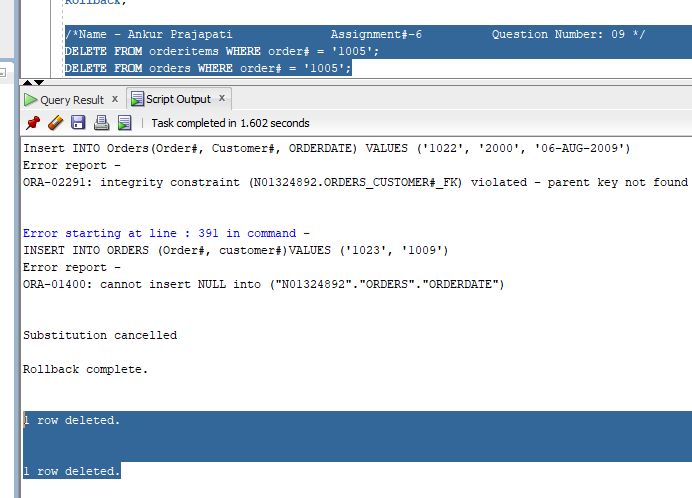 Rollback;
/*Name - Ankur Prajapati Assignment#-6 Question Number: 09 */
DELETE FROM orderitems WHERE order# = '1005';
DELETE FROM orders WHERE order# = '1005';
Query Result x Script Output x
Task completed in 1.602 seconds
Insert INTO Orders(Order#, Customer#, ORDERDATE) VALUES ('1022', '2000', '06-AUG-2009')
Error report -
ORA-02291: integrity constraint (N01324892.ORDERS_CUSTOMER#_FK) violated - parent key not found
Error starting at line : 391 in command -
INSERT INTO ORDERS (Order#, customer#)VALUES ('1023', '1009')
Error report -
ORA-01400: cannot insert NULL into ("N01324892"."ORDERS"."ORDERDATE")
Substitution cancelled
Rollback complete.
1 row deleted.
1 row deleted.